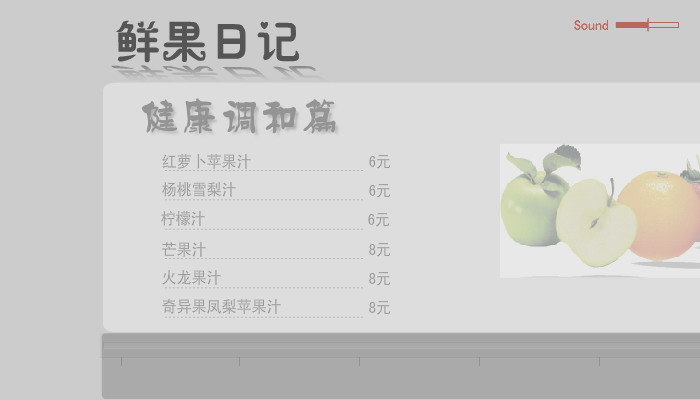 鲜果日记
Sound
健康调和篇
红萝卜苹果汁 6元
杨桃雪梨汁 6元
柠檬汁 6元
芒果汁 8元
火龙果汁 8元
奇异果凤梨苹果汁 8元